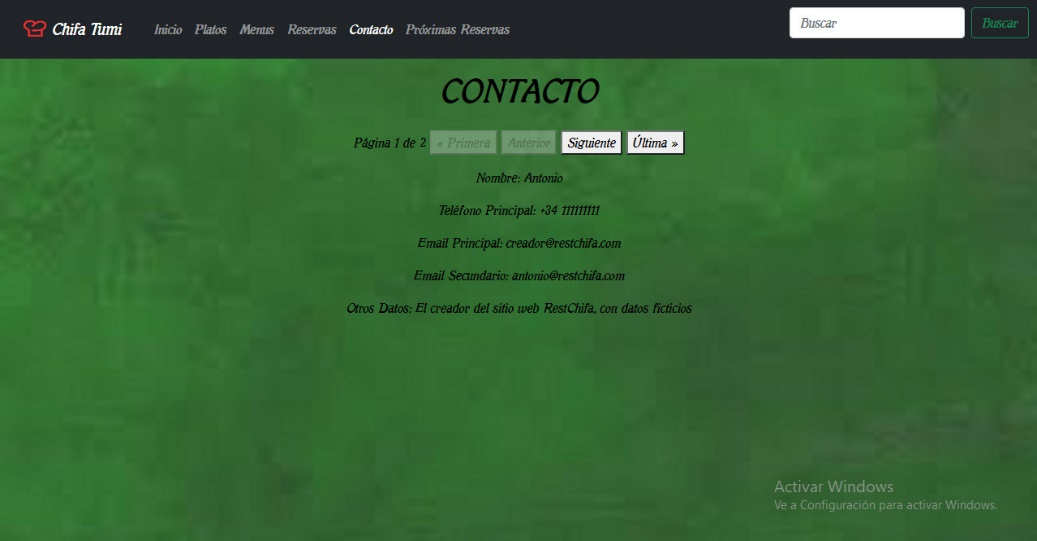 Chifa Tumi Inicio Platos Menus Reservas Contacto Próximas Reservas Buscar Buscar
CONTACTO
Página 1 de 2 « Primera Anterior Siguiente Última »
Nombre: Antonio
Teléfono Principal: +34 111111111
Email Principal: creador@restchifa.com
Email Secundario: antonio@restchifa.com
Otros Datos: El creador del sitio web RestChifa, con datos ficticios
Activar Windows
Ve a Configuración para activar Windows.